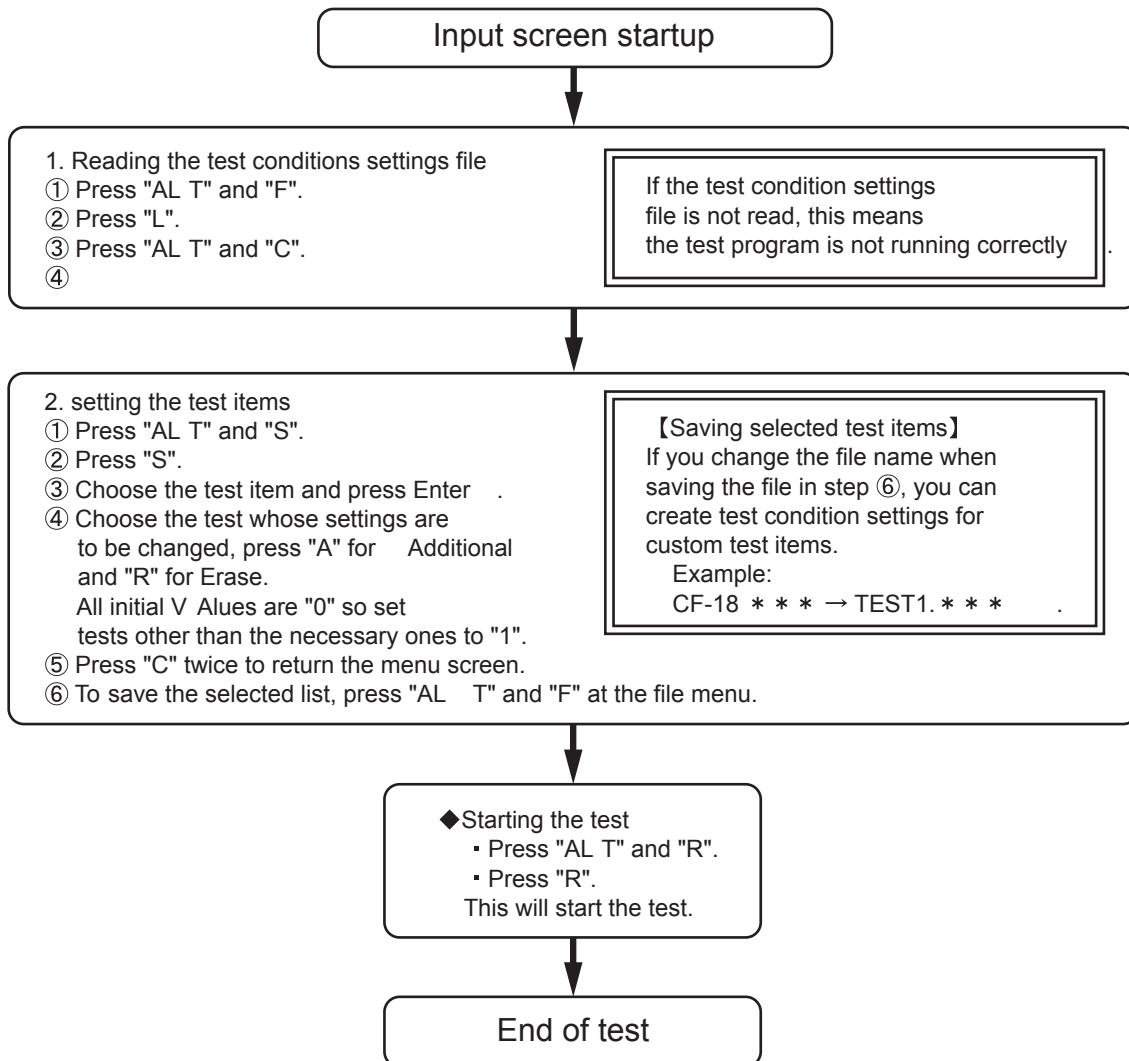 Input screen startup
1. Reading the test conditions settings file
① Press "AL T" and "F".
② Press "L".
③ Press "AL T" and "C".
④
If the test condition settings
file is not read, this means
the test program is not running correctly .
2. setting the test items
① Press "AL T" and "S".
② Press "S".
③ Choose the test item and press Enter .
④ Choose the test whose settings are
to be changed, press "A" for Additional
and "R" for Erase.
All initial V Alues are "0" so set
tests other than the necessary ones to "1".
⑤ Press "C" twice to return the menu screen.
⑥ To save the selected list, press "AL T" and "F" at the file menu.
【Saving selected test items】
If you change the file name when
saving the file in step ⑥, you can
create test condition settings for
custom test items.
Example:
CF-18 * * * → TEST1. * * * .
◆Starting the test
・Press "AL T" and "R".
・Press "R".
This will start the test.
End of test